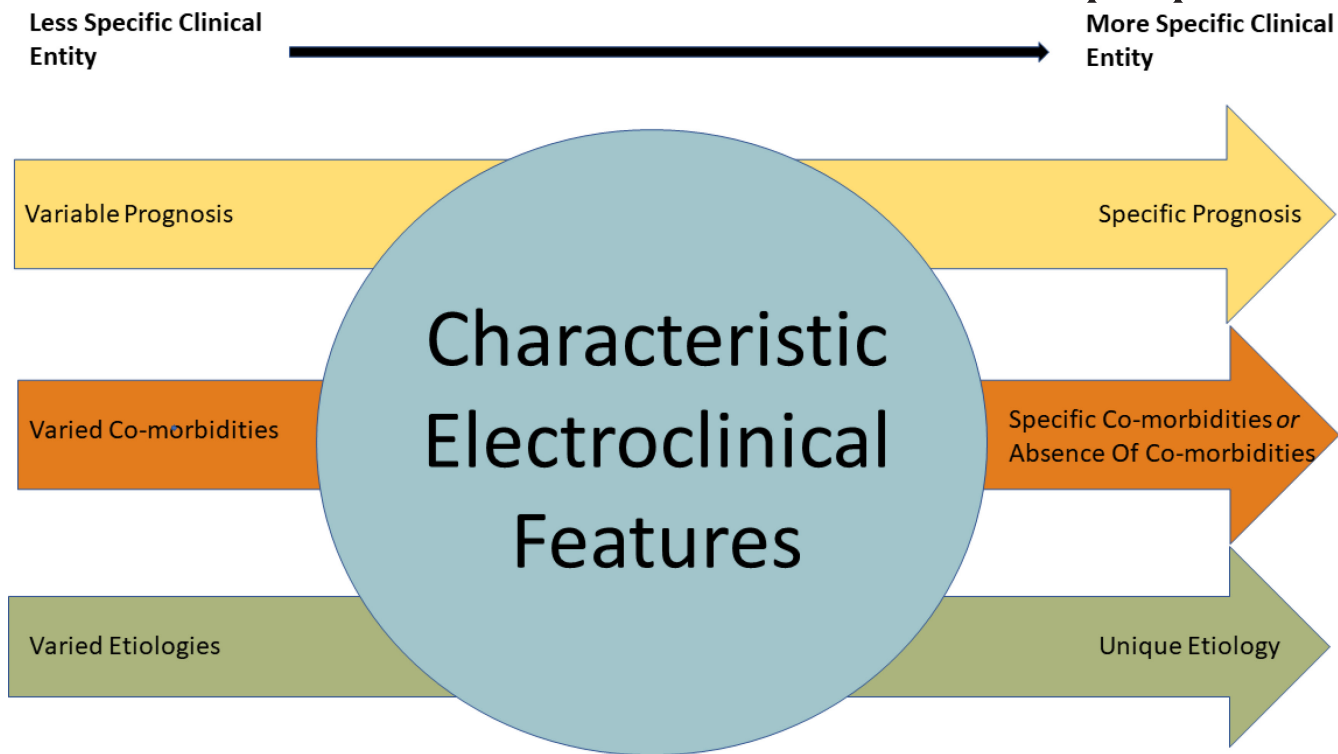 Less Specific Clinical
Entity
More Specific Clinical
Entity
Variable Prognosis
Specific Prognosis
Characteristic
Electroclinical
Features
Varied Co-morbidities
Specific Co-morbidities or
Absence Of Co-morbidities
Varied Etiologies
Unique Etiology